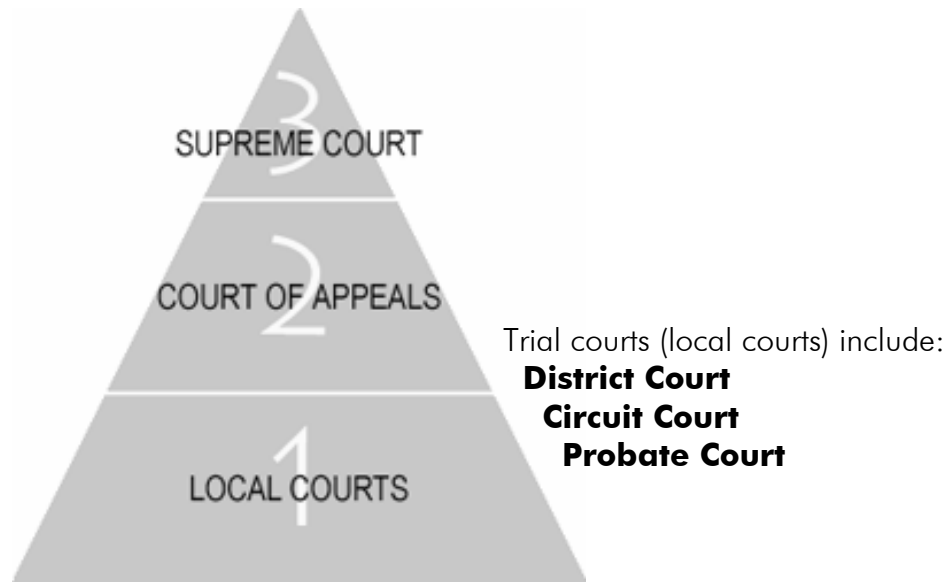 3
SUPREME COURT
2
COURT OF APPEALS
Trial courts (local courts) include:
District Court
Circuit Court
Probate Court
1
LOCAL COURTS